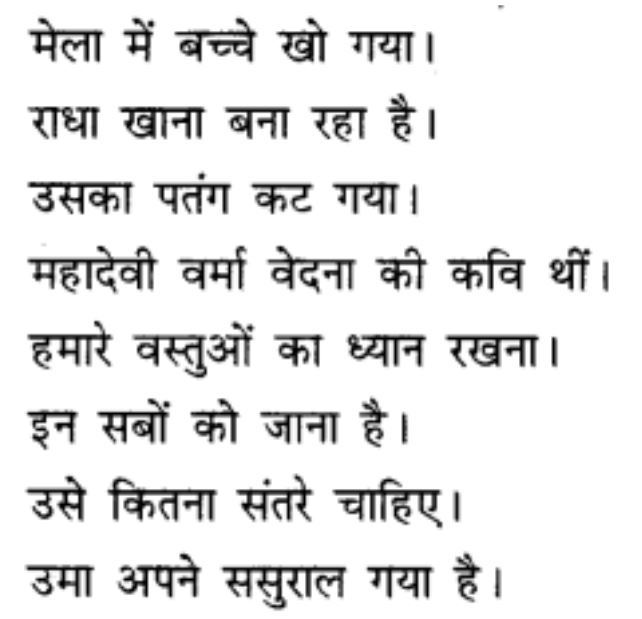 मेला में बच्चे खो गया।
राधा खाना बना रहा है।
उसका पतंग कट गया।
महादेवी वर्मा वेदना की कवि थीं।
हमारे वस्तुओं का ध्यान रखना।
इन सबों को जाना है।
उसे कितना संतरे चाहिए।
उमा अपने ससुराल गया है।